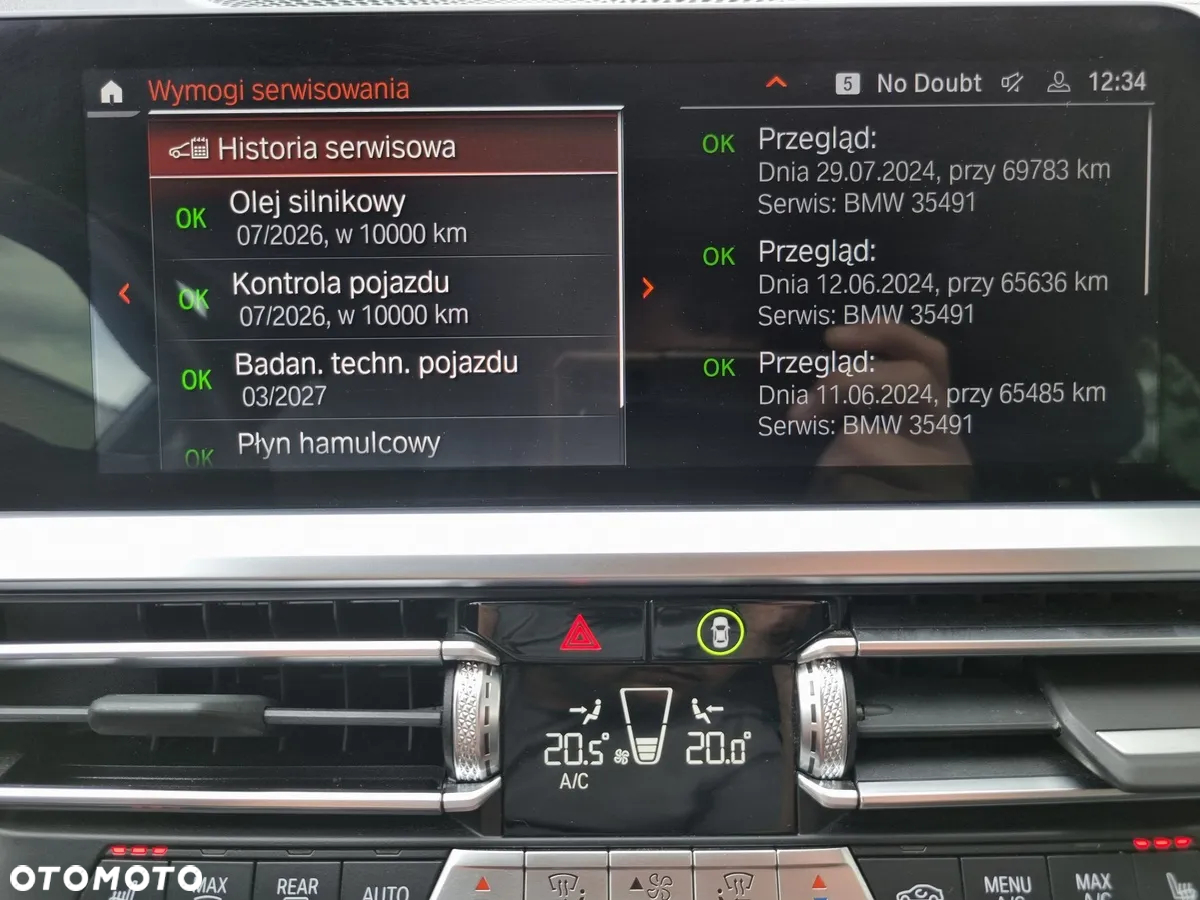 Wymogi serwisowania
5 No Doubt 12:34
Historia serwisowa
OK Olej silnikowy
07/2026, w 10000 km
OK Kontrola pojazdu
07/2026, w 10000 km
OK Badan. techn. pojazdu
03/2027
OK Płyn hamulcowy
OK Przegląd:
Dnia 29.07.2024, przy 69783 km
Serwis: BMW 35491
OK Przegląd:
Dnia 12.06.2024, przy 65636 km
Serwis: BMW 35491
OK Przegląd:
Dnia 11.06.2024, przy 65485 km
Serwis: BMW 35491
20.5° 20.0°
A/C
OTOMOTO
MAX
REAR
AUTO
MENU
A/C
MAX
A/C